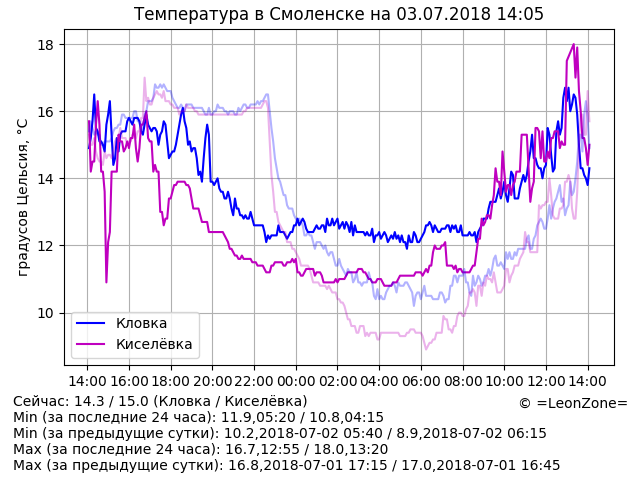 Температура в Смоленске на 03.07.2018 14:05
градусов Цельсия, °C
18
16
14
12
10
Кловка
Киселёвка
14:00 16:00 18:00 20:00 22:00 00:00 02:00 04:00 06:00 08:00 10:00 12:00 14:00
Сейчас: 14.3 / 15.0 (Кловка / Киселёвка)
© =LeonZone=
Min (за последние 24 часа): 11.9,05:20 / 10.8,04:15
Min (за предыдущие сутки): 10.2,2018-07-02 05:40 / 8.9,2018-07-02 06:15
Max (за последние 24 часа): 16.7,12:55 / 18.0,13:20
Max (за предыдущие сутки): 16.8,2018-07-01 17:15 / 17.0,2018-07-01 16:45